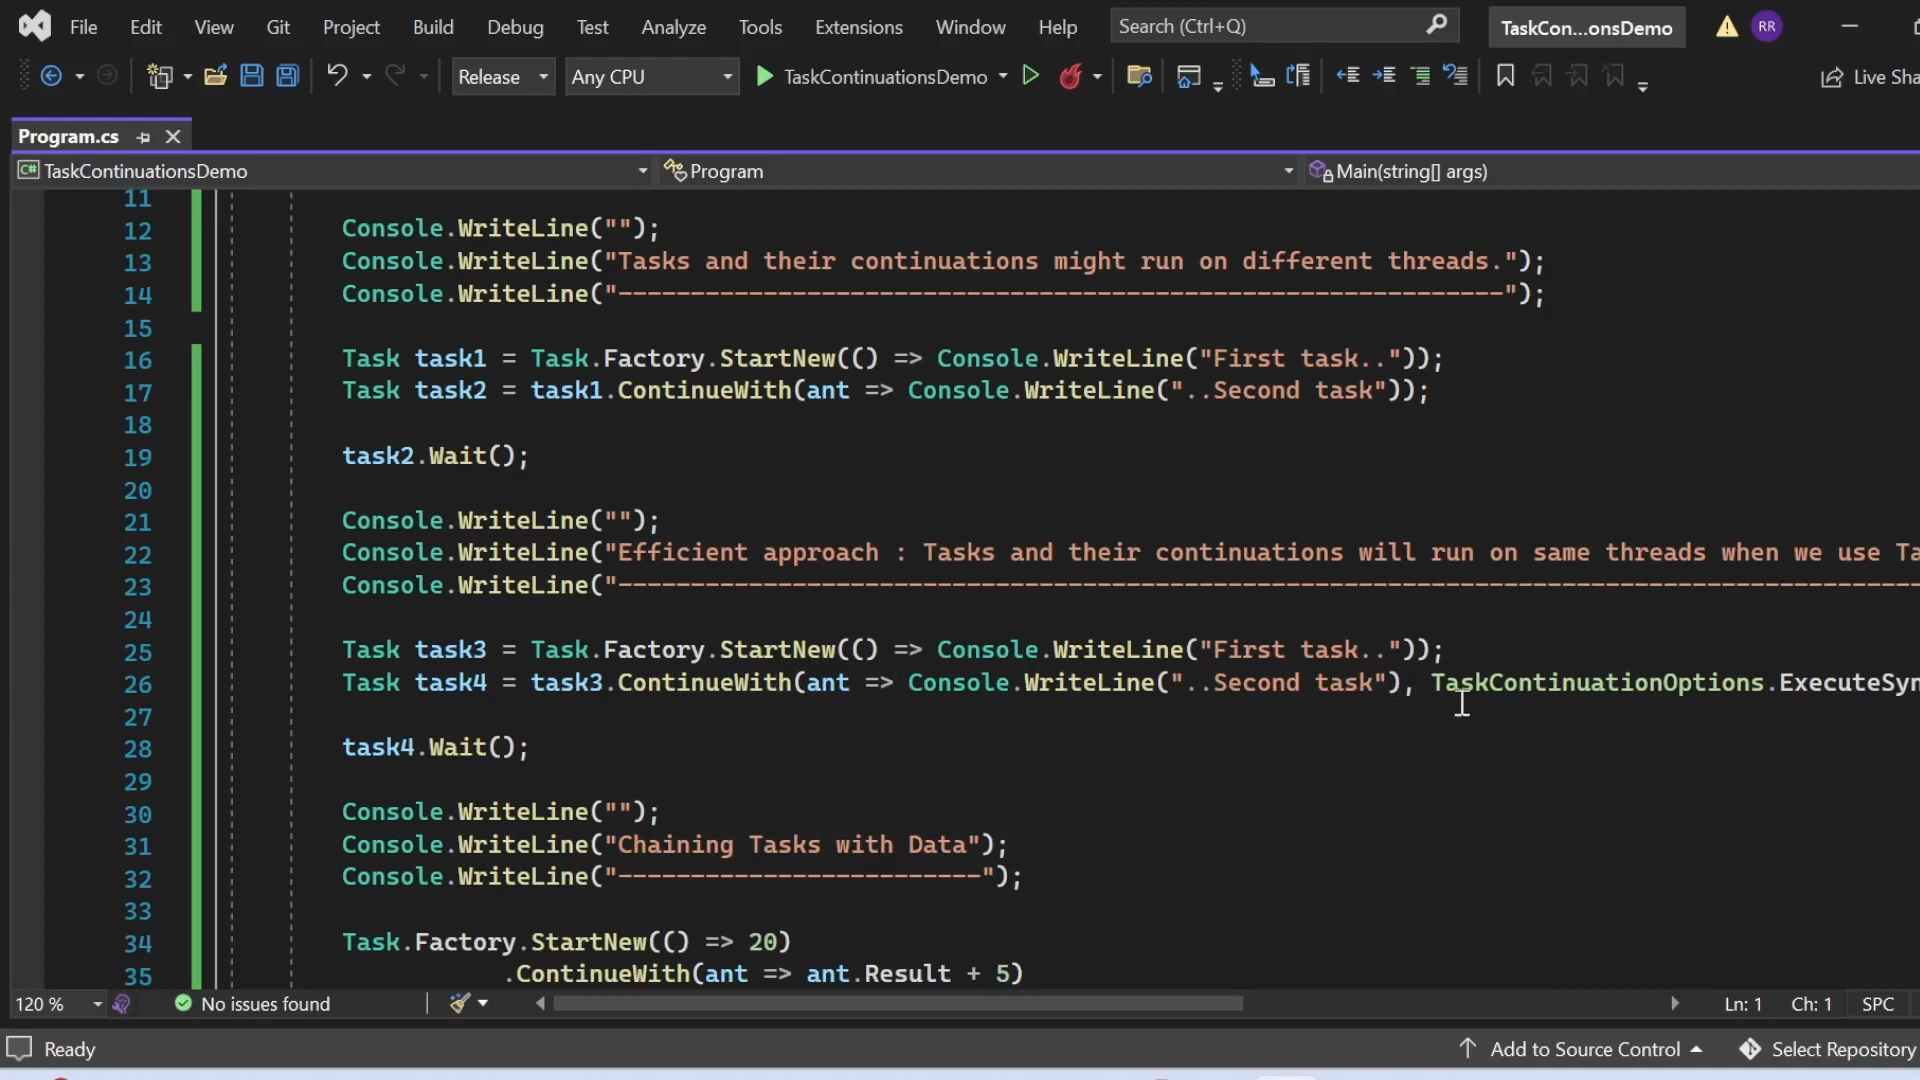 File Edit View Git Project Build Debug Test Analyze Tools Extensions Window Help Search (Ctrl+Q) TaskCon...onsDemo RR
Release Any CPU TaskContinuationsDemo Live Sha
Program.cs
C# TaskContinuationsDemo Program Main(string[] args)
11
12 Console.WriteLine("");
13 Console.WriteLine("Tasks and their continuations might run on different threads.");
14 Console.WriteLine("-------------------------------------------------------------");
15
16 Task task1 = Task.Factory.StartNew(() => Console.WriteLine("First task.."));
17 Task task2 = task1.ContinueWith(ant => Console.WriteLine("..Second task"));
18
19 task2.Wait();
20
21 Console.WriteLine("");
22 Console.WriteLine("Efficient approach : Tasks and their continuations will run on same threads when we use Ta
23 Console.WriteLine("------------------------------------------------------------------------------------------
24
25 Task task3 = Task.Factory.StartNew(() => Console.WriteLine("First task.."));
26 Task task4 = task3.ContinueWith(ant => Console.WriteLine("..Second task"), TaskContinuationOptions.ExecuteSyn
27
28 task4.Wait();
29
30 Console.WriteLine("");
31 Console.WriteLine("Chaining Tasks with Data");
32 Console.WriteLine("-------------------------");
33
34 Task.Factory.StartNew(() => 20)
35 .ContinueWith(ant => ant.Result + 5)
120 % No issues found Ln: 1 Ch: 1 SPC
Ready Add to Source Control Select Repository